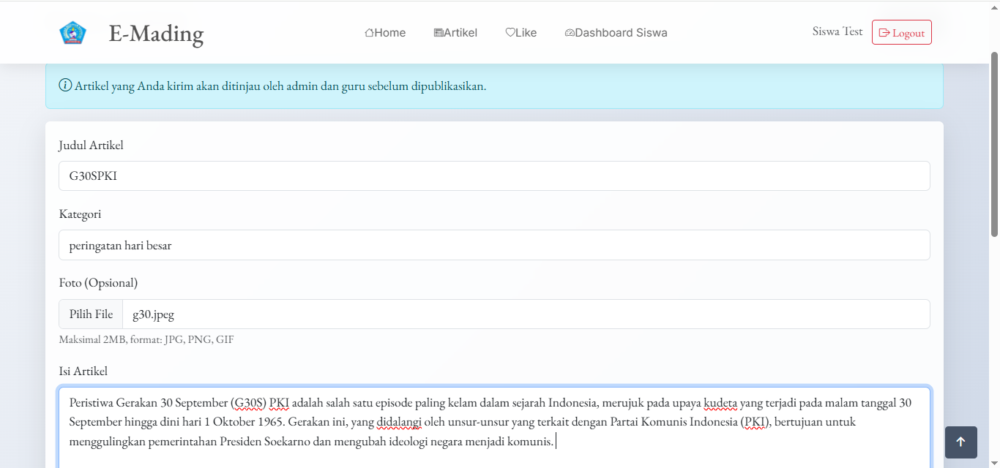 E-Mading
Home
Artikel
Like
Dashboard Siswa
Siswa Test
Logout
Artikel yang Anda kirim akan ditinjau oleh admin dan guru sebelum dipublikasikan.
Judul Artikel
G30SPKI
Kategori
peringatan hari besar
Foto (Opsional)
Pilih File g30.jpeg
Maksimal 2MB, format: JPG, PNG, GIF
Isi Artikel
Peristiwa Gerakan 30 September (G30S) PKI adalah salah satu episode paling kelam dalam sejarah Indonesia, merujuk pada upaya kudeta yang terjadi pada malam tanggal 30
September hingga dini hari 1 Oktober 1965. Gerakan ini, yang didalangi oleh unsur-unsur yang terkait dengan Partai Komunis Indonesia (PKI), bertujuan untuk
menggulingkan pemerintahan Presiden Soekarno dan mengubah ideologi negara menjadi komunis.